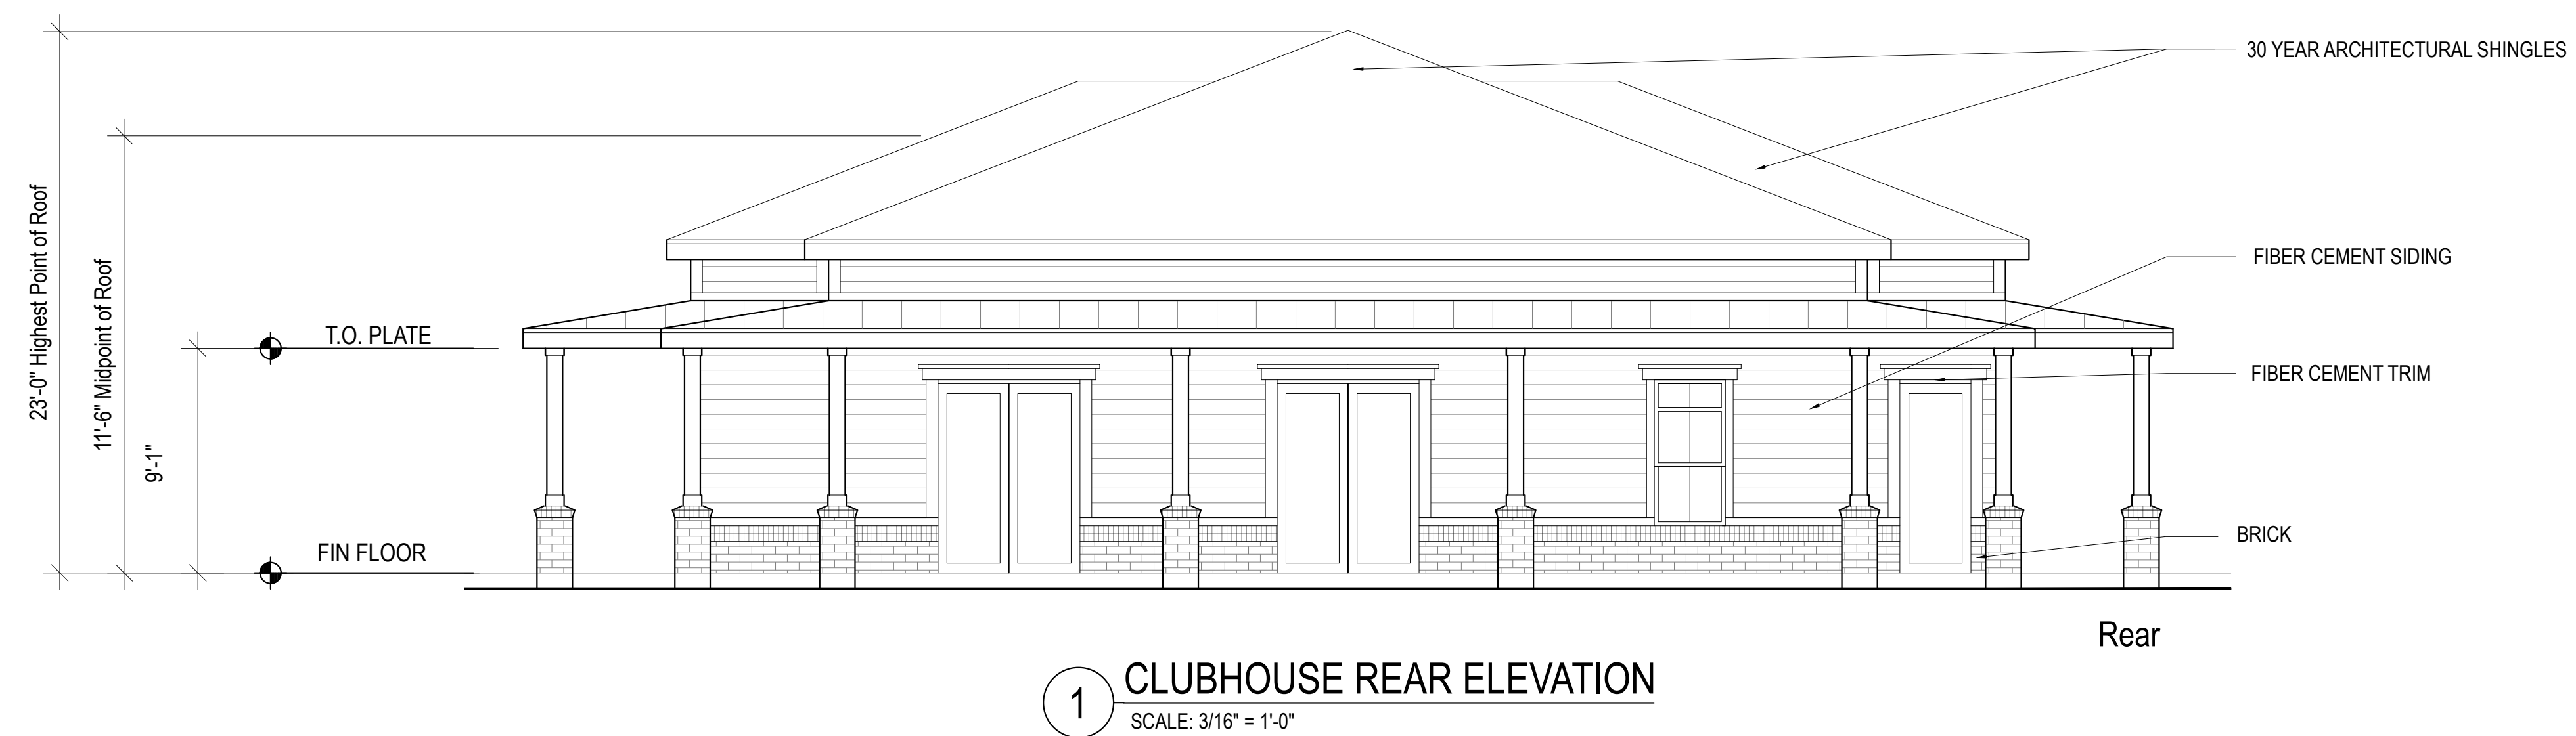 30 YEAR ARCHITECTURAL SHINGLES
23'-0" Highest Point of Roof
11'-6" Midpoint of Roof
9'-1"
FIBER CEMENT SIDING
T.O. PLATE
FIBER CEMENT TRIM
BRICK
FIN FLOOR
Rear
1
CLUBHOUSE REAR ELEVATION
SCALE: 3/16" = 1'-0"